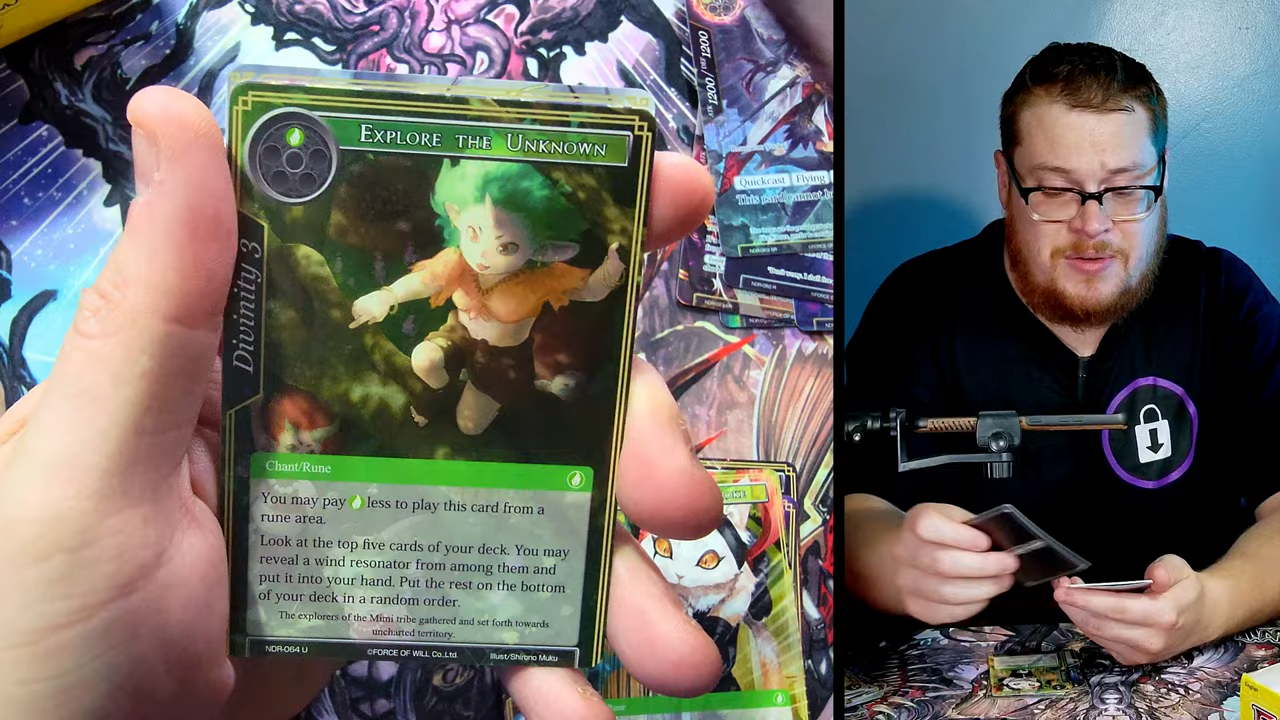 EXPLORE THE UNKNOWN
Divinity 3
Chant/Rune
You may pay less to play this card from a
rune area.
Look at the top five cards of your deck. You may
reveal a wind resonator from among them and
put it into your hand. Put the rest on the bottom
of your deck in a random order.
The explorers of the Mimi tribe gathered and set forth towards
uncharted territory.
NDR-064 U
©FORCE OF WILL Co.,Ltd.
Illust/Shirono Muku
1200 / 1200
Quickcast Flying
This card cannot be